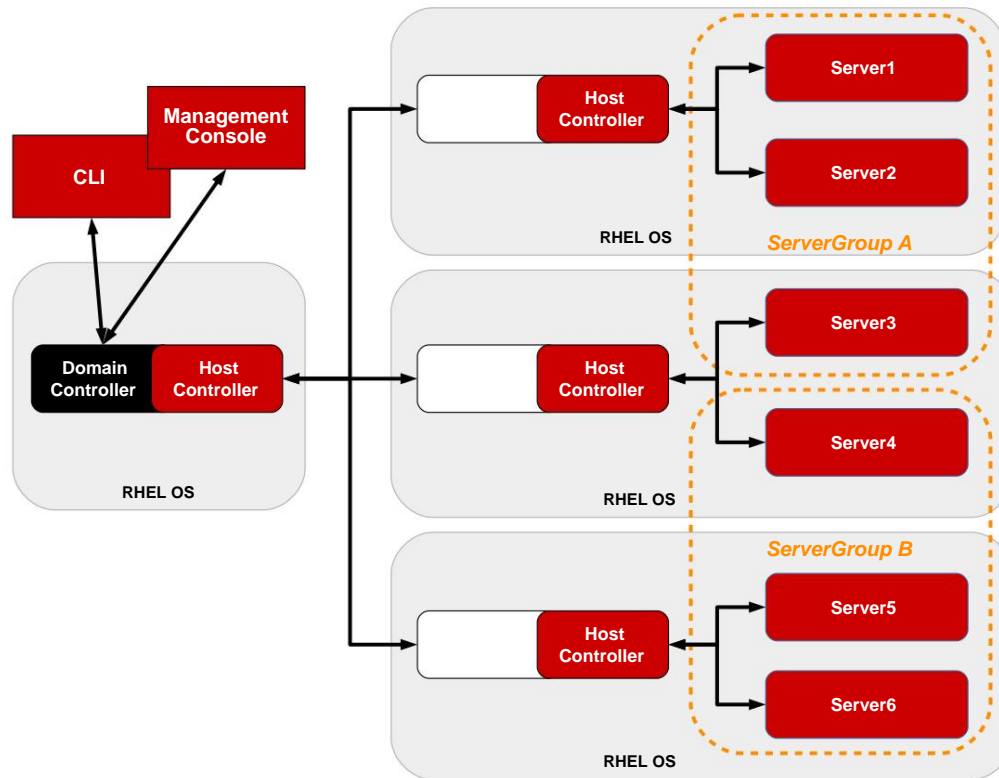 Management
Console
CLI
Domain
Controller
Host
Controller
RHEL OS
Host
Controller
Server1
Server2
RHEL OS
ServerGroup A
Host
Controller
Server3
Server4
RHEL OS
ServerGroup B
Host
Controller
Server5
Server6
RHEL OS